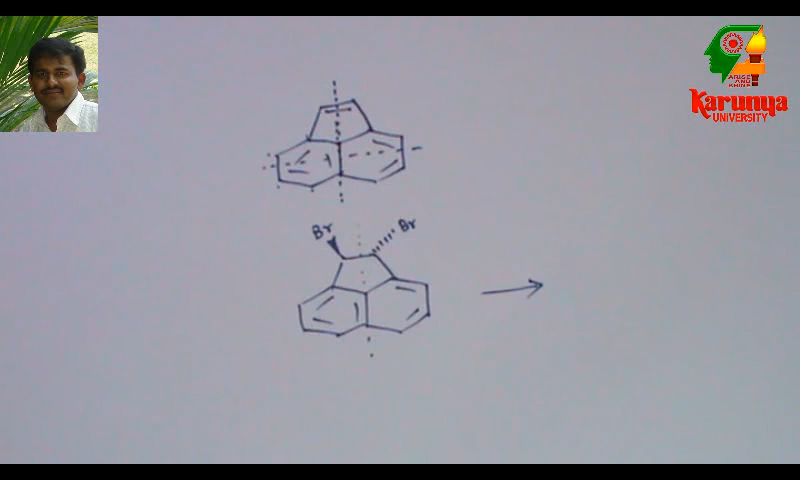 ARISE
AND
SHINE
Karunya
UNIVERSITY
Br
Br